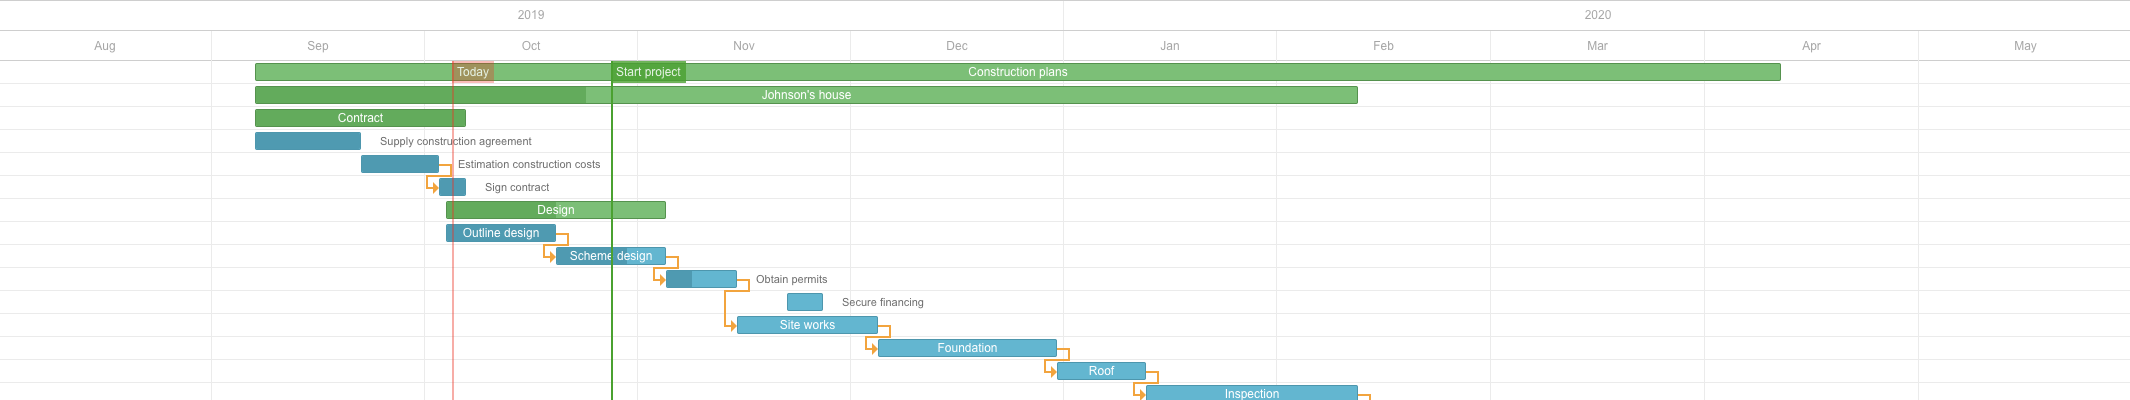 2019 2020
Aug Sep Oct Nov Dec Jan Feb Mar Apr May
Today Start project Construction plans
Johnson's house
Contract
Supply construction agreement
Estimation construction costs
Sign contract
Design
Outline design
Scheme design
Obtain permits
Secure financing
Site works
Foundation
Roof
Inspection